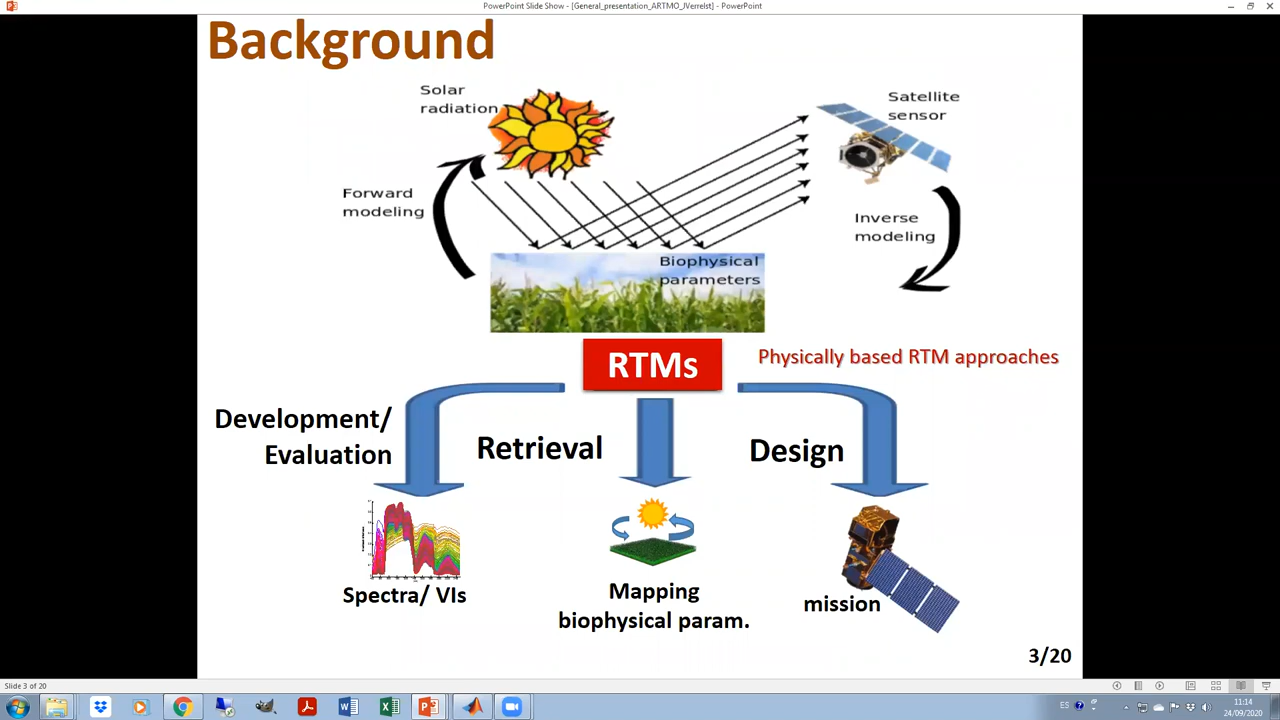 PowerPoint Slide Show - [General_presentation_ARTMO_JVerrelst] - PowerPoint
Background
Solar
radiation
Satellite
sensor
Forward
modeling
Inverse
modeling
Biophysical
parameters
RTMs
Physically based RTM approaches
Development/
Evaluation
Retrieval
Design
Spectra/ VIs
Mapping
biophysical param.
mission
3/20
Slide 3 of 20
ES
11:14
24/09/2020